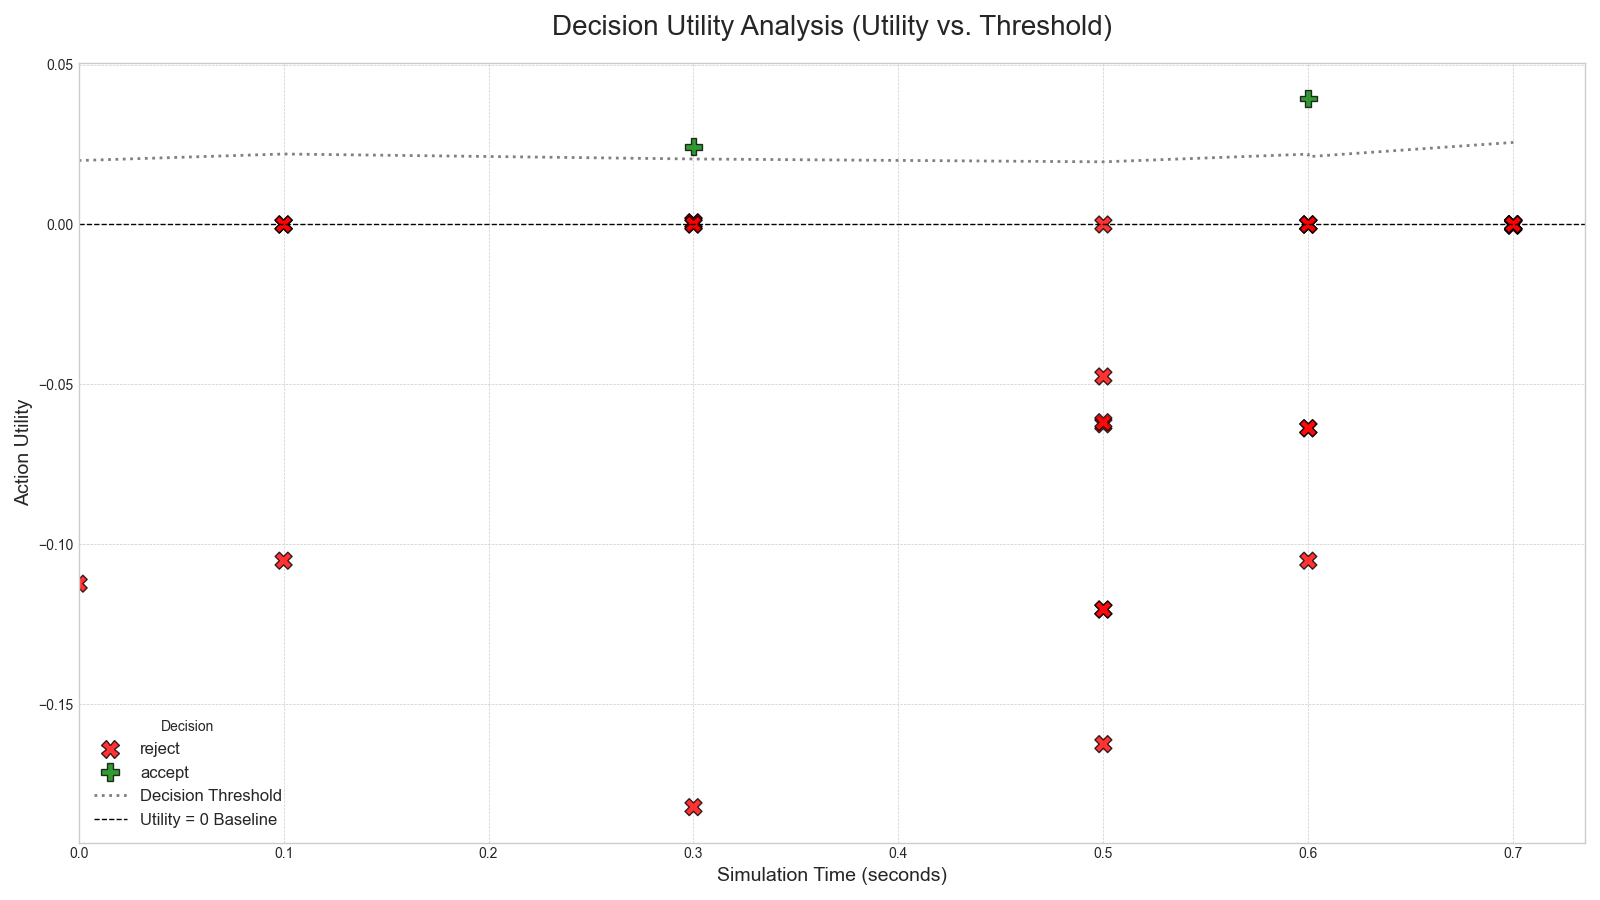 Decision Utility Analysis (Utility vs. Threshold)
0.05
0.00
−0.05
−0.10
−0.15
Action Utility
Decision
reject
accept
Decision Threshold
Utility = 0 Baseline
0.0 0.1 0.2 0.3 0.4 0.5 0.6 0.7
Simulation Time (seconds)